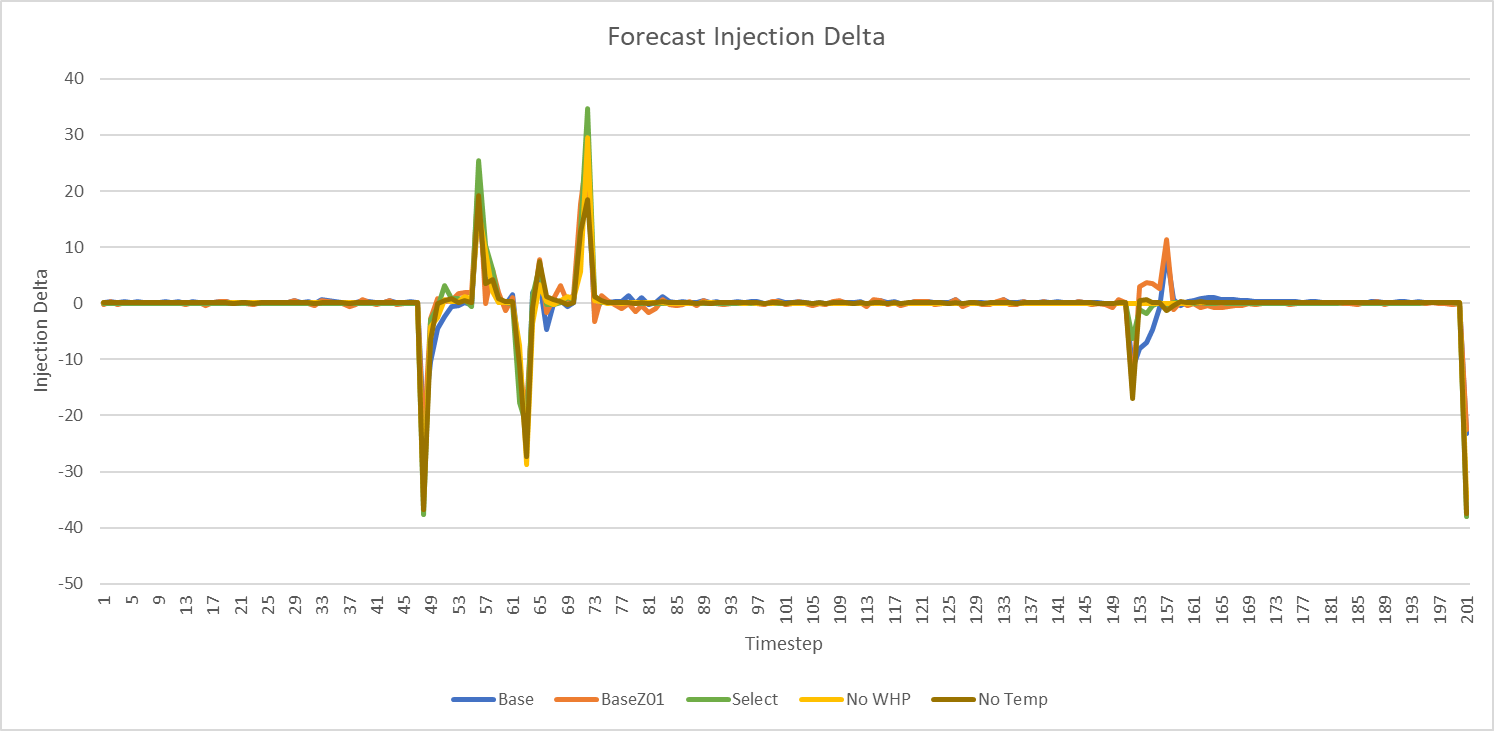 Forecast Injection Delta
40
30
20
10
0
-10
-20
-30
-40
-50
Injection Delta
1 5 9 13 17 21 25 29 33 37 41 45 49 53 57 61 65 69 73 77 81 85 89 93 97 101 105 109 113 117 121 125 129 133 137 141 145 149 153 157 161 165 169 173 177 181 185 189 193 197 201
Timestep
Base BaseZ01 Select No WHP No Temp